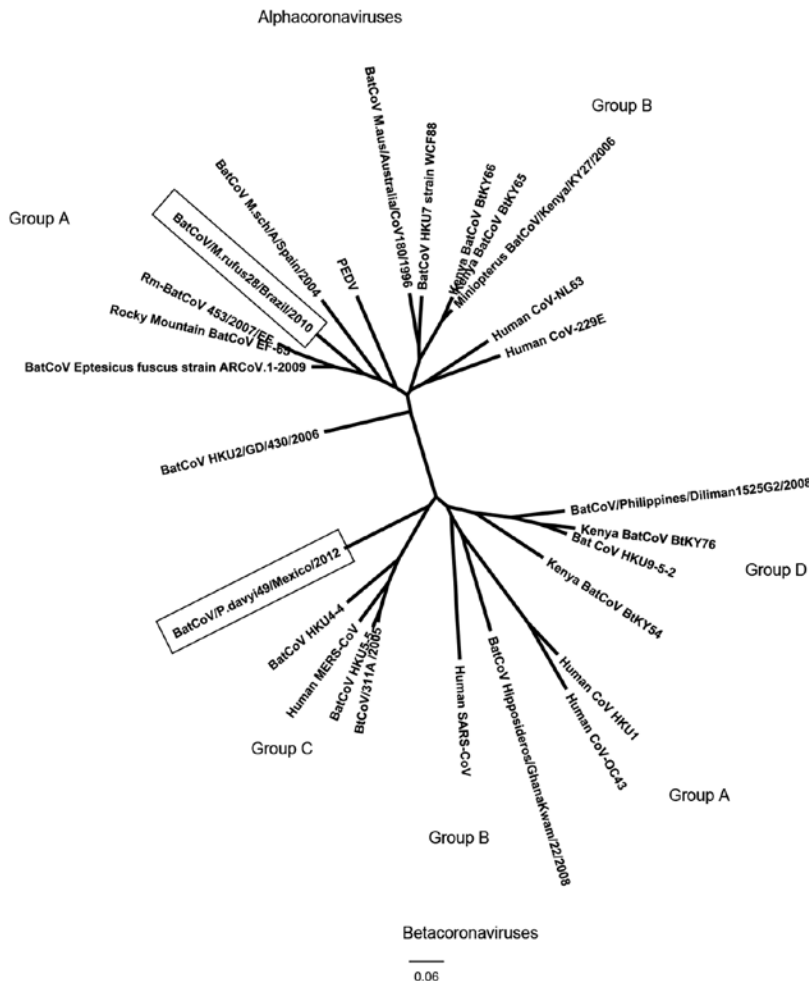 Alphacoronaviruses
Group B
Group A
BatCoV M.aus/Australia/CoV180/1996
BatCoV HKU7 strain WCF88
Kenya BatCoV BtKY66
Kenya BatCoV BtKY65
Miniopterus BatCoV/Kenya/KY27/2006
Human CoV-NL63
Human CoV-229E
PEDV
BatCoV M.sch/A/Spain/2004
BatCoV/M.rufus28/Brazil/2010
Rm-BatCoV 453/2007/EF
Rocky Mountain BatCoV EF-65
BatCoV Eptesicus fuscus strain ARCoV.1-2009
BatCoV HKU2/GD/430/2006
BatCoV/Philippines/Diliman1525G2/2008
Kenya BatCoV BtKY76
Bat CoV HKU9-5-2
Group D
Kenya BatCoV BtKY54
BatCoV/P.davyi49/Mexico/2012
BatCoV HKU4-4
Human MERS-CoV
BatCoV HKU5-5
BtCoV/311A /2005
Group C
Human SARS-CoV
BatCoV Hipposideros/GhanaKwam/22/2008
Human CoV HKU1
Human CoV-OC43
Group A
Group B
Betacoronaviruses
0.06